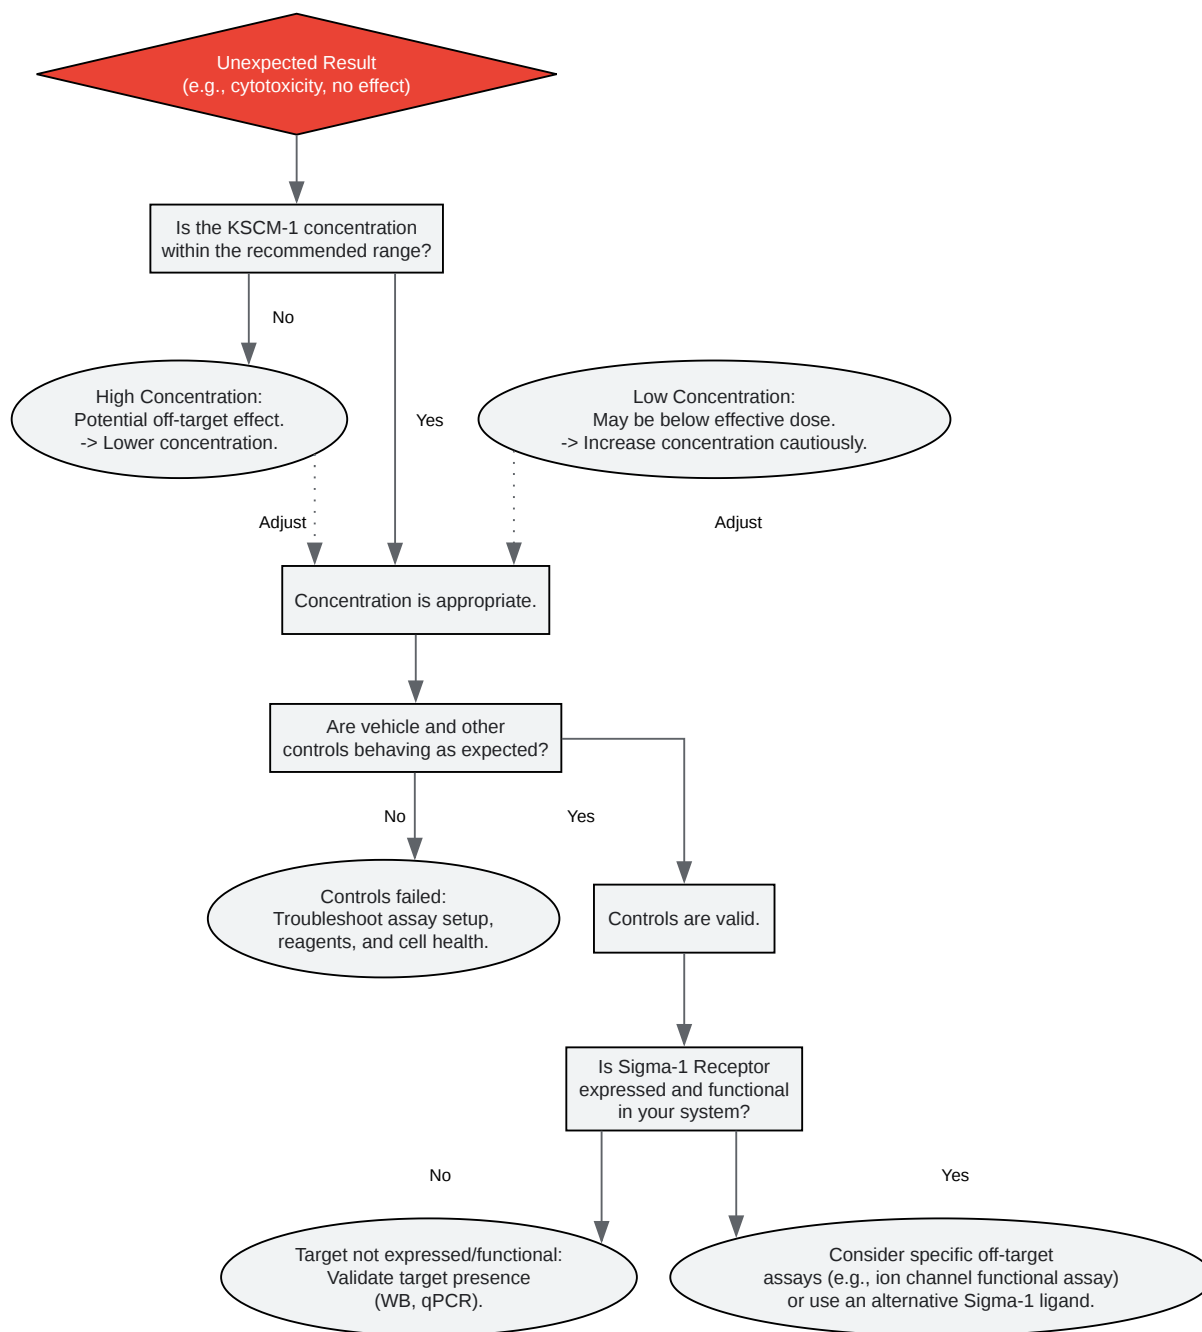 Unexpected Result
(e.g., cytotoxicity, no effect)
Is the KSCM-1 concentration
within the recommended range?
No
High Concentration:
Potential off-target effect.
-> Lower concentration.
Yes
Low Concentration:
May be below effective dose.
-> Increase concentration cautiously.
Adjust
Adjust
Concentration is appropriate.
Are vehicle and other
controls behaving as expected?
No
Yes
Controls failed:
Troubleshoot assay setup,
reagents, and cell health.
Controls are valid.
Is Sigma-1 Receptor
expressed and functional
in your system?
No
Yes
Target not expressed/functional:
Validate target presence
(WB, qPCR).
Consider specific off-target
assays (e.g., ion channel functional assay)
or use an alternative Sigma-1 ligand.